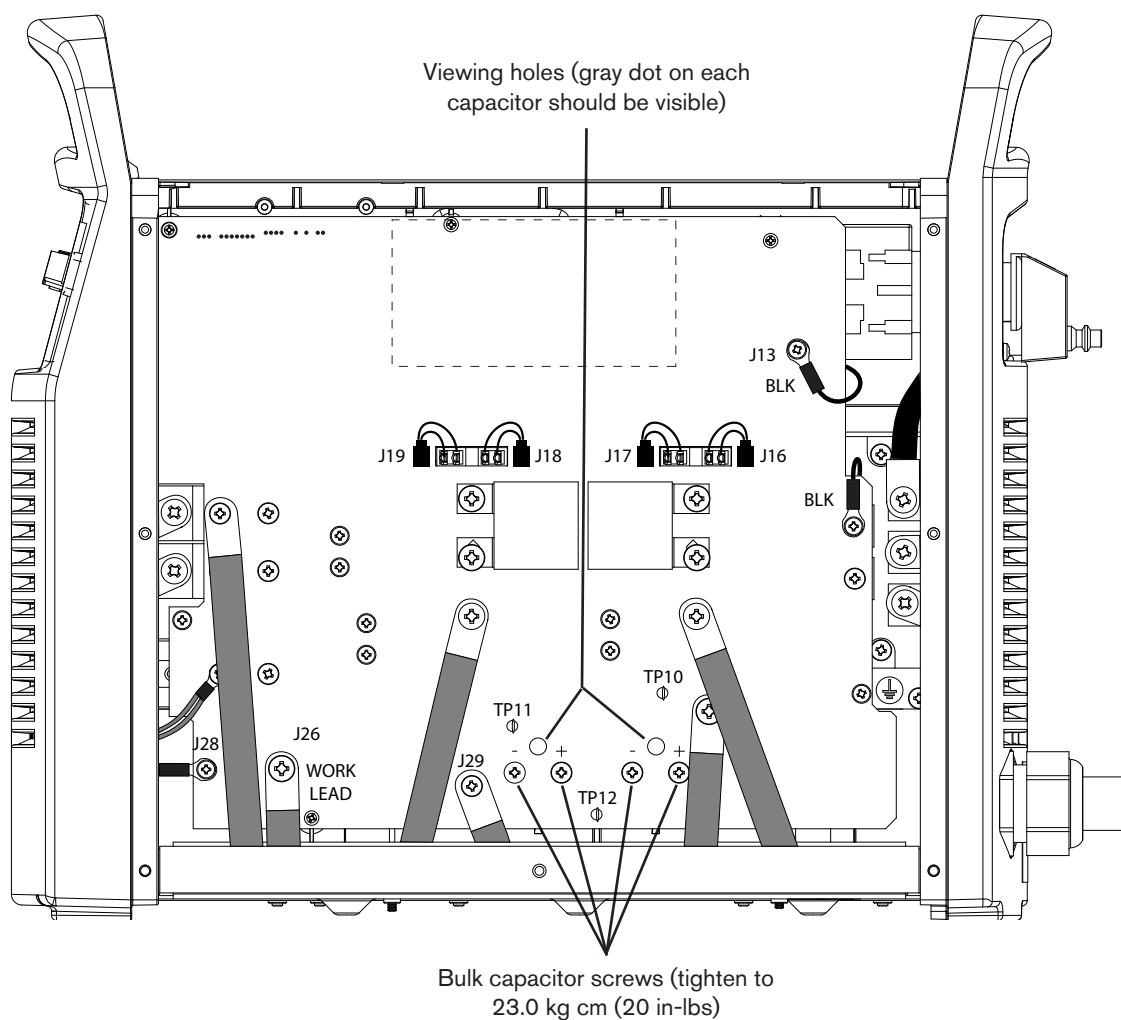 Viewing holes (gray dot on each
capacitor should be visible)
J13
BLK
J19
J18
J17
J16
BLK
TP10
TP11
J28
J26
WORK
LEAD
J29
- +
- +
TP12
Bulk capacitor screws (tighten to
23.0 kg cm (20 in-lbs)